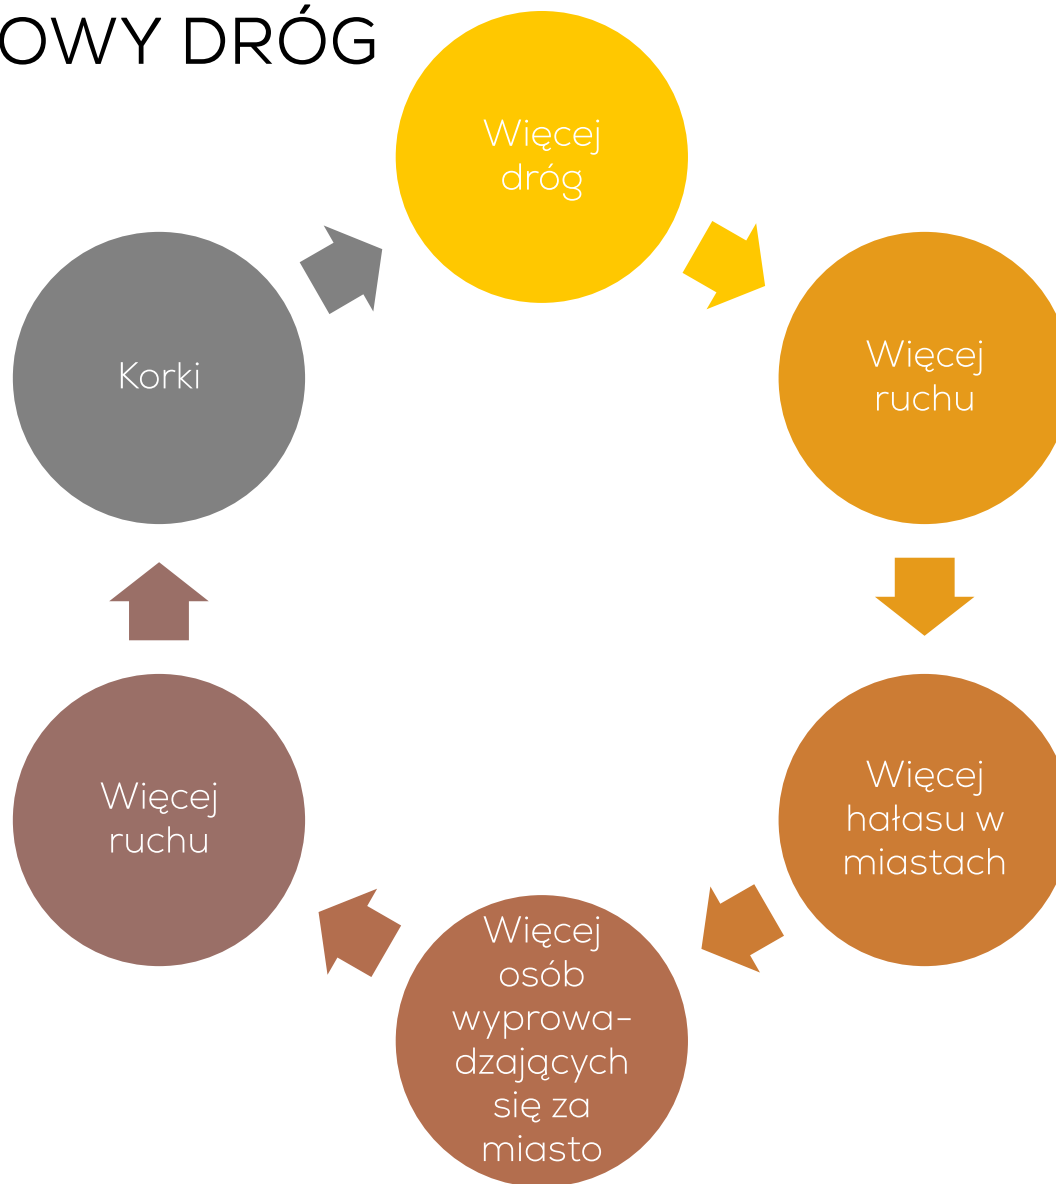 OWY DRÓG
Więcej
dróg
Więcej
ruchu
Więcej
hałasu w
miastach
Więcej
osób
wyprowa-
dzających
się za
miasto
Więcej
ruchu
Korki